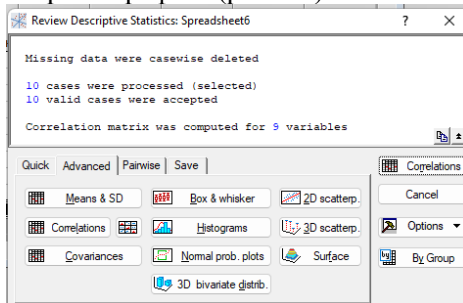 Review Descriptive Statistics: Spreadsheet6 ? ×
Missing data were casewise deleted
10 cases were processed (selected)
10 valid cases were accepted
Correlation matrix was computed for 9 variables
Quick Advanced Pairwise Save
Correlations
Means & SD Box & whisker 2D scatterp. Cancel
Correlations Histograms 3D scatterp. Options
Covariances Normal prob. plots Surface By Group
3D bivariate distrib.